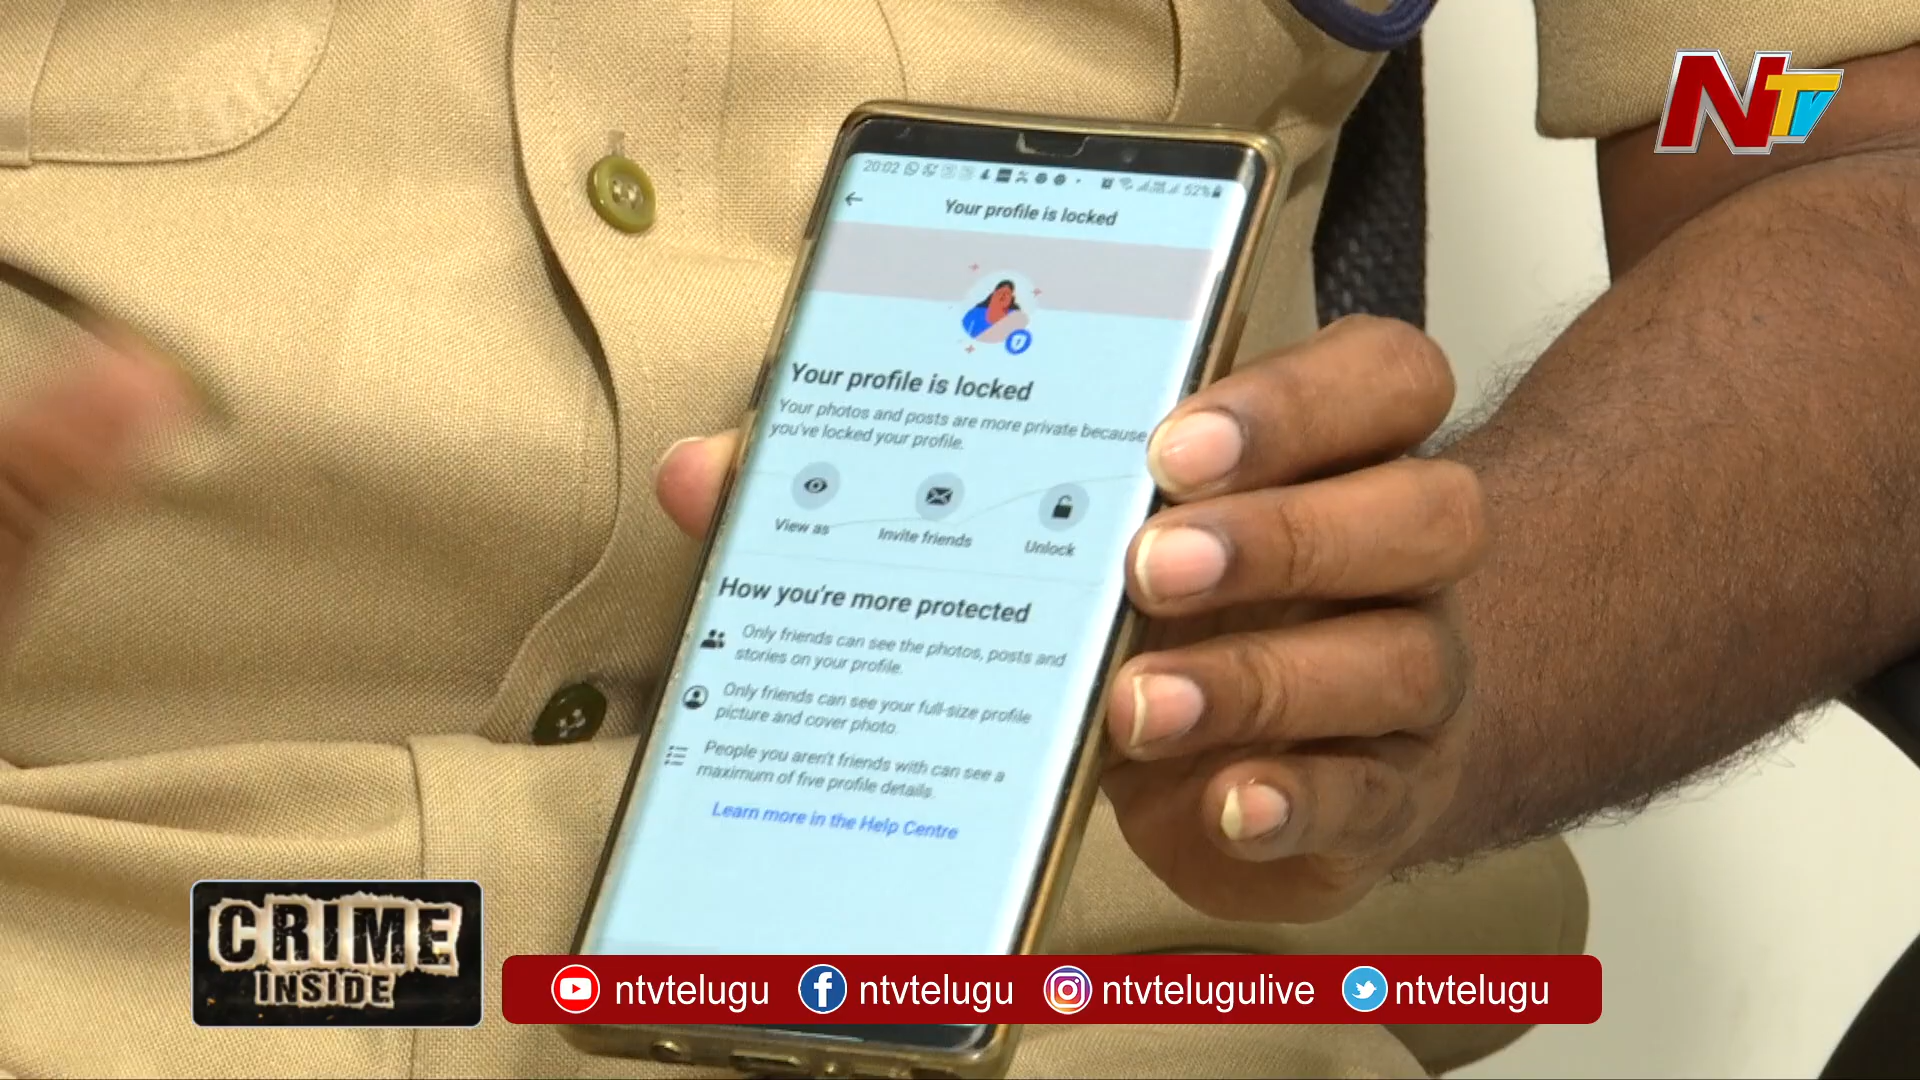 NTV
20:02
52%
Your profile is locked
Your profile is locked
Your photos and posts are more private because
you've locked your profile.
View as
Invite friends
Unlock
How you're more protected
Only friends can see the photos, posts and
stories on your profile.
Only friends can see your full-size profile
picture and cover photo.
People you aren't friends with can see a
maximum of five profile details.
Learn more in the Help Centre
CRIME
INSIDE
ntvtelugu
ntvtelugu
ntvtelugulive
ntvtelugu